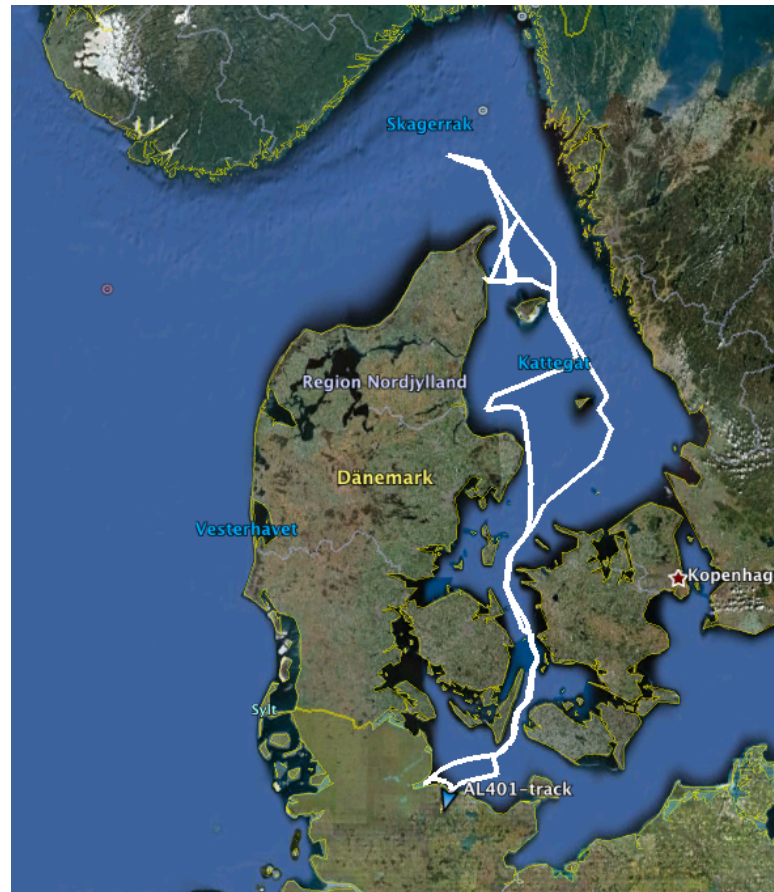 Skagerrak
Kattegat
Region Nordjylland
Dänemark
Vesterhavet
Kopenhag
Sylt
AL401-track